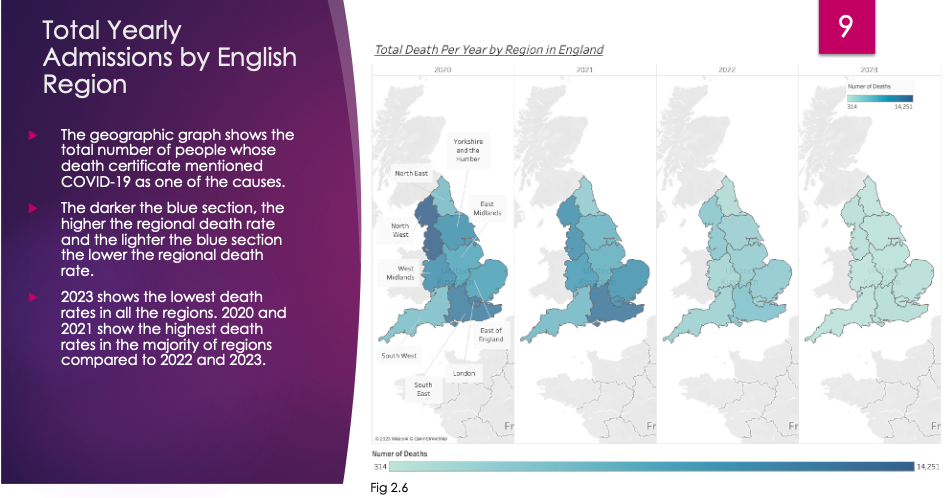 Total Yearly
Admissions by English
Region
The geographic graph shows the
total number of people whose
death certificate mentioned
COVID-19 as one of the causes.
The darker the blue section, the
higher the regional death rate
and the lighter the blue section
the lower the regional death
rate.
2023 shows the lowest death
rates in all the regions. 2020 and
2021 show the highest death
rates in the majority of regions
compared to 2022 and 2023.
9
Total Death Per Year by Region in England
2020 2021 2022 2023
Numer of Deaths
314 14,251
Yorkshire
and the
Humber
North East
East
Midlands
North
West
West
Midlands
East of
England
South West
London
South
East
Fr Fr Fr Fr
© 2023 Mapbox © OpenStreetMap
Numer of Deaths
314 14,251
Fig 2.6